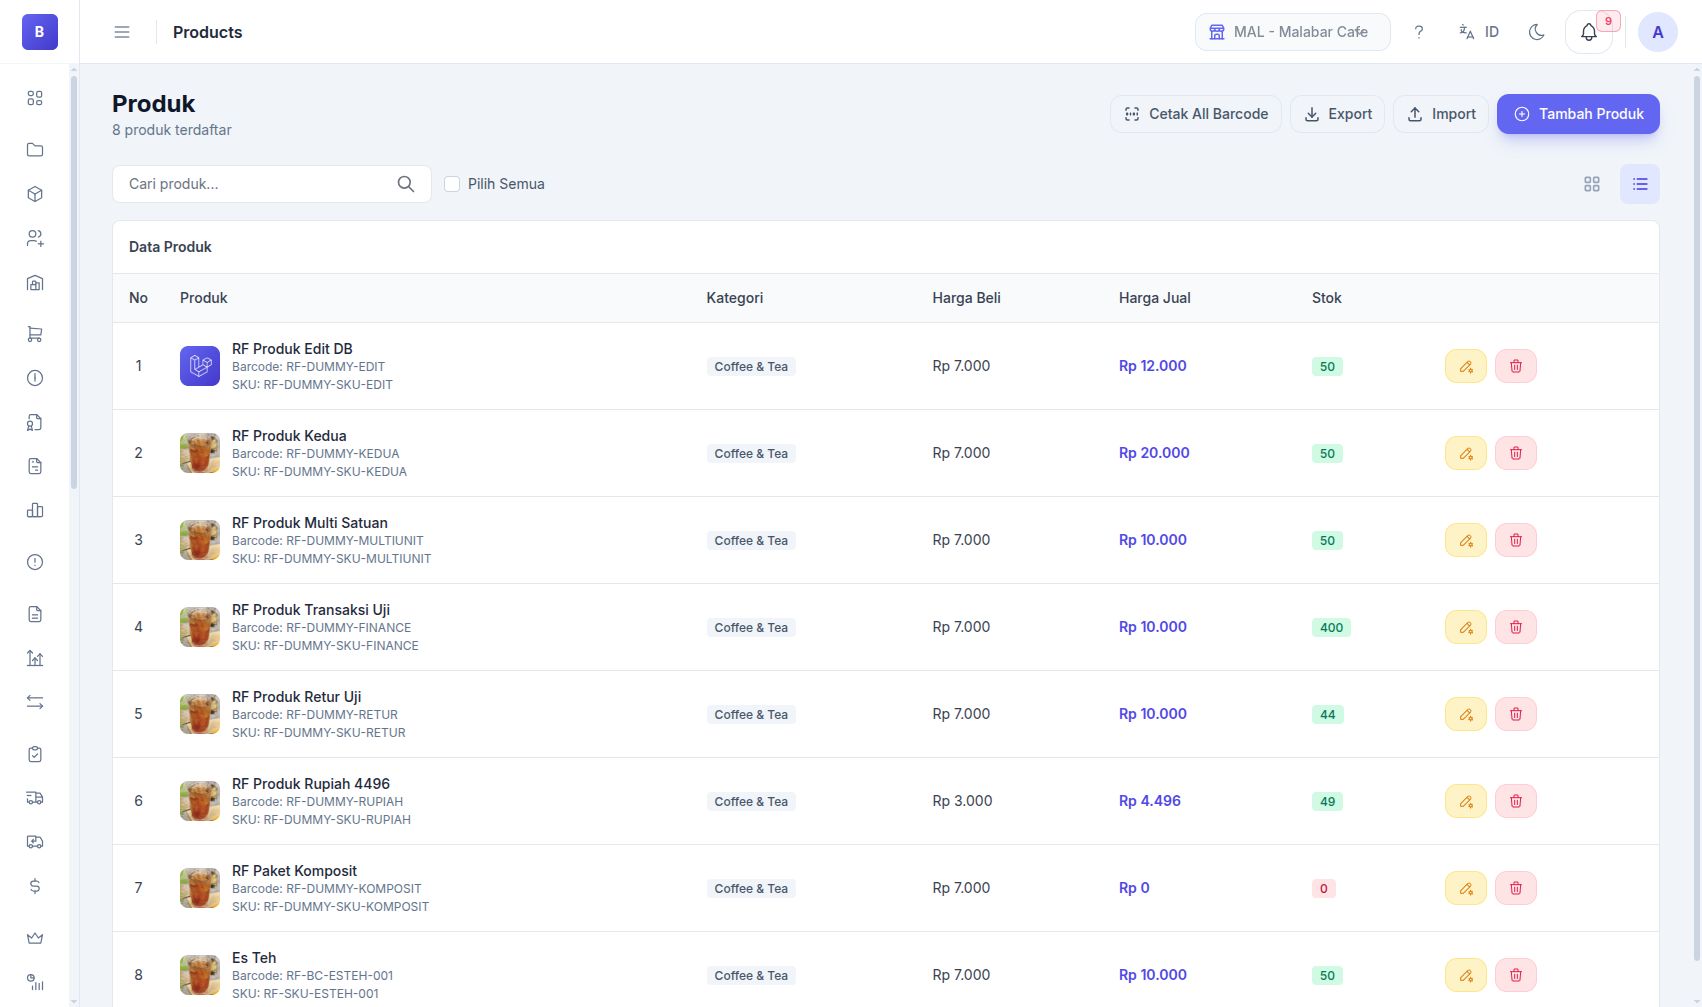 B
Products
MAL - Malabar Cafe
?
ID
9
A
Produk
8 produk terdaftar
Cetak All Barcode
Export
Import
Tambah Produk
Cari produk...
Pilih Semua
Data Produk
No
Produk
Kategori
Harga Beli
Harga Jual
Stok
1
RF Produk Edit DB
Barcode: RF-DUMMY-EDIT
SKU: RF-DUMMY-SKU-EDIT
Coffee & Tea
Rp 7.000
Rp 12.000
50
2
RF Produk Kedua
Barcode: RF-DUMMY-KEDUA
SKU: RF-DUMMY-SKU-KEDUA
Coffee & Tea
Rp 7.000
Rp 20.000
50
3
RF Produk Multi Satuan
Barcode: RF-DUMMY-MULTIUNIT
SKU: RF-DUMMY-SKU-MULTIUNIT
Coffee & Tea
Rp 7.000
Rp 10.000
50
4
RF Produk Transaksi Uji
Barcode: RF-DUMMY-FINANCE
SKU: RF-DUMMY-SKU-FINANCE
Coffee & Tea
Rp 7.000
Rp 10.000
400
5
RF Produk Retur Uji
Barcode: RF-DUMMY-RETUR
SKU: RF-DUMMY-SKU-RETUR
Coffee & Tea
Rp 7.000
Rp 10.000
44
6
RF Produk Rupiah 4496
Barcode: RF-DUMMY-RUPIAH
SKU: RF-DUMMY-SKU-RUPIAH
Coffee & Tea
Rp 3.000
Rp 4.496
49
7
RF Paket Komposit
Barcode: RF-DUMMY-KOMPOSIT
SKU: RF-DUMMY-SKU-KOMPOSIT
Coffee & Tea
Rp 7.000
Rp 0
0
8
Es Teh
Barcode: RF-BC-ESTEH-001
SKU: RF-SKU-ESTEH-001
Coffee & Tea
Rp 7.000
Rp 10.000
50